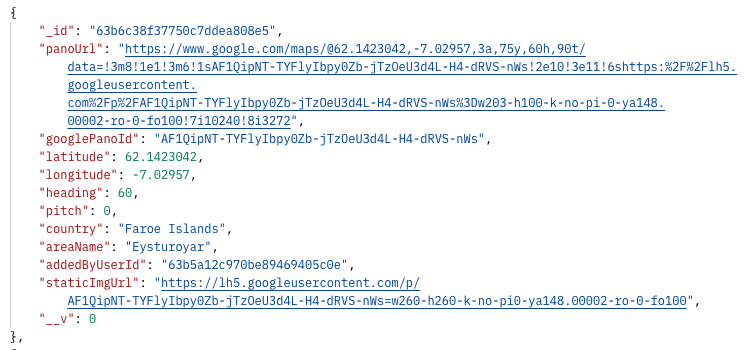 {
"_id": "63b6c38f37750c7ddea808e5",
"panoUrl": "https://www.google.com/maps/@62.1423042,-7.02957,3a,75y,60h,90t/
data=!3m8!1e1!3m6!1sAF1QipNT-TYFlyIbpy0Zb-jTzOeU3d4L-H4-dRVS-nWs!2e10!3e11!6shttps:%2F%2Flh5.
googleusercontent.
com%2Fp%2FAF1QipNT-TYFlyIbpy0Zb-jTzOeU3d4L-H4-dRVS-nWs%3Dw203-h100-k-no-pi-0-ya148.
00002-ro-0-fo100!7i10240!8i3272",
"googlePanoId": "AF1QipNT-TYFlyIbpy0Zb-jTzOeU3d4L-H4-dRVS-nWs",
"latitude": 62.1423042,
"longitude": -7.02957,
"heading": 60,
"pitch": 0,
"country": "Faroe Islands",
"areaName": "Eysturoyar",
"addedByUserId": "63b5a12c970be89469405c0e",
"staticImgUrl": "https://lh5.googleusercontent.com/p/
AF1QipNT-TYFlyIbpy0Zb-jTzOeU3d4L-H4-dRVS-nWs=w260-h260-k-no-pi0-ya148.00002-ro-0-fo100",
"__v": 0
},